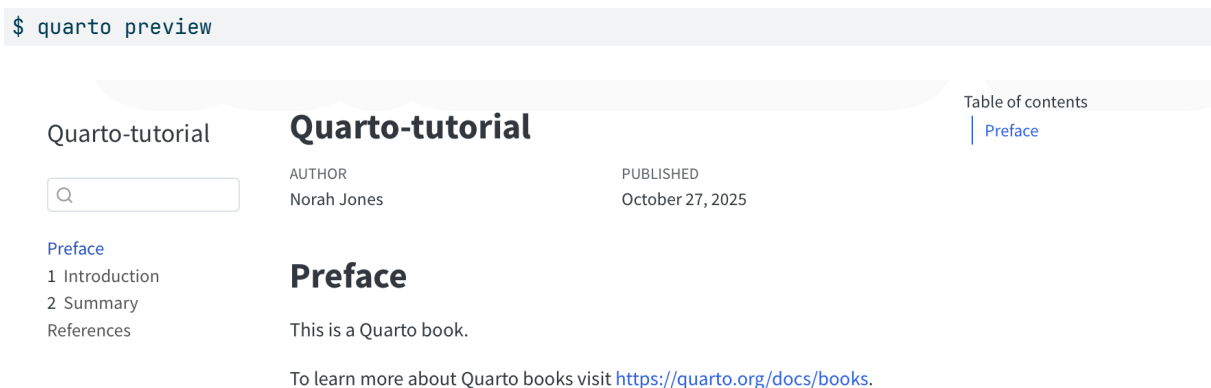 $ quarto preview
Quarto-tutorial
Preface
1 Introduction
2 Summary
References
Quarto-tutorial
AUTHOR
Norah Jones
PUBLISHED
October 27, 2025
Preface
This is a Quarto book.
To learn more about Quarto books visit https://quarto.org/docs/books.
Table of contents
Preface